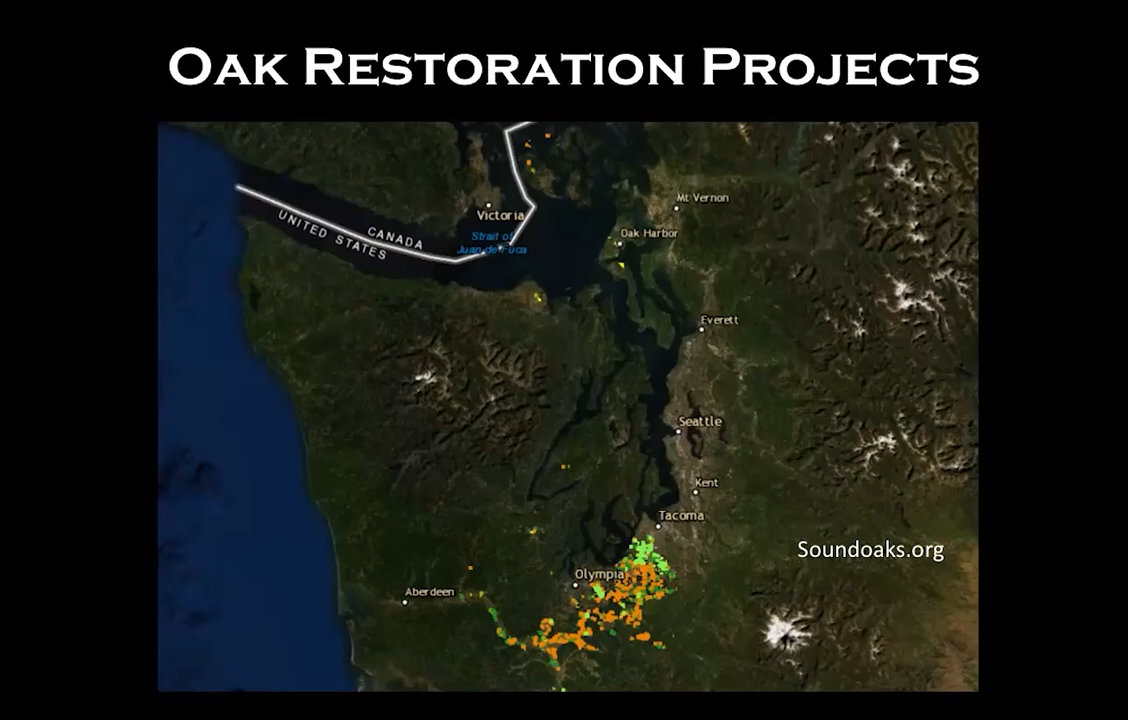 OAK RESTORATION PROJECTS
Mt Vernon
Victoria
CANADA
UNITED STATES
Strait of
Juan de Fuca
Oak Harbor
Everett
Seattle
Kent
Tacoma
Soundoaks.org
Olympia
Aberdeen